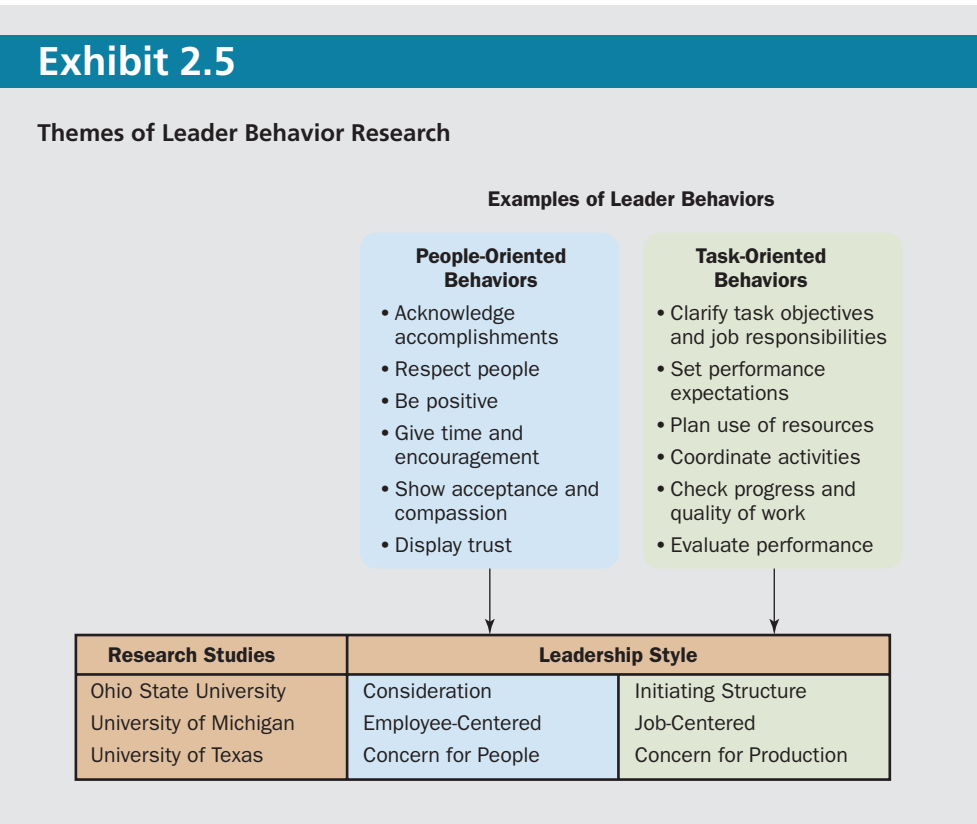 Exhibit 2.5
Themes of Leader Behavior Research
Examples of Leader Behaviors
People-Oriented
Behaviors
• Acknowledge
accomplishments
• Respect people
• Be positive
• Give time and
encouragement
• Show acceptance and
compassion
• Display trust
Task-Oriented
Behaviors
• Clarify task objectives
and job responsibilities
• Set performance
expectations
• Plan use of resources
• Coordinate activities
• Check progress and
quality of work
• Evaluate performance
Research Studies Leadership Style
Ohio State University Consideration Initiating Structure
University of Michigan Employee-Centered Job-Centered
University of Texas Concern for People Concern for Production